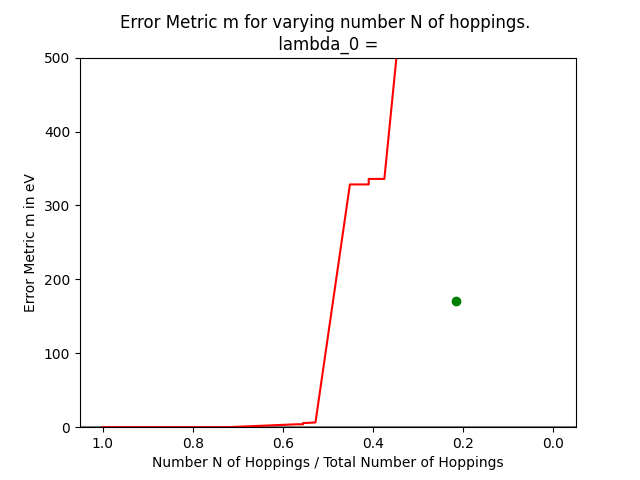 Error Metric m for varying number N of hoppings.
lambda_0 =
500
400
300
200
100
0
Error Metric m in eV
1.0 0.8 0.6 0.4 0.2 0.0
Number N of Hoppings / Total Number of Hoppings